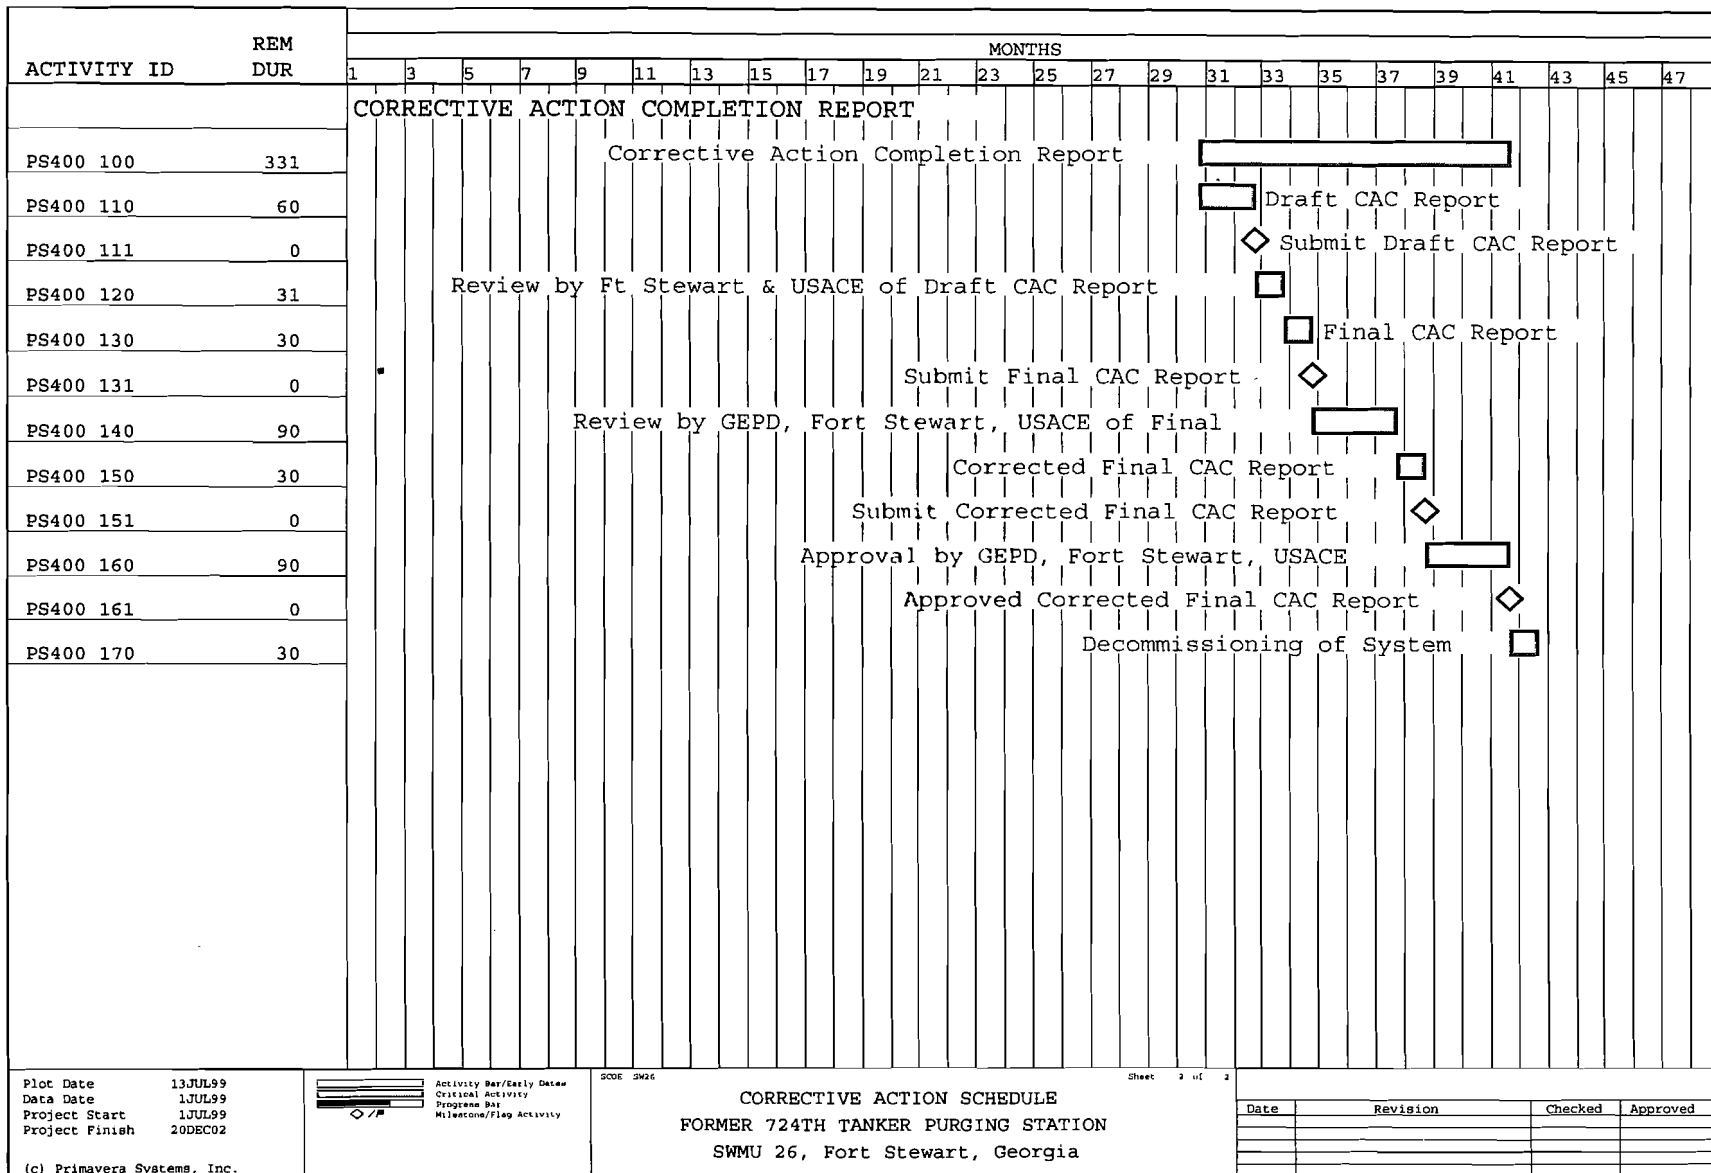 REM
MONTHS
ACTIVITY ID DUR
1 3 5 7 9 11 13 15 17 19 21 23 25 27 29 31 33 35 37 39 41 43 45 47
CORRECTIVE ACTION COMPLETION REPORT
PS400 100 331 Corrective Action Completion Report
PS400 110 60 Draft CAC Report
PS400 111 0 Submit Draft CAC Report
PS400 120 31 Review by Ft Stewart & USACE of Draft CAC Report
PS400 130 30 Final CAC Report
PS400 131 0 Submit Final CAC Report
PS400 140 90 Review by GEPD, Fort Stewart, USACE of Final
PS400 150 30 Corrected Final CAC Report
PS400 151 0 Submit Corrected Final CAC Report
PS400 160 90 Approval by GEPD, Fort Stewart, USACE
PS400 161 0 Approved Corrected Final CAC Report
PS400 170 30 Decommissioning of System
Plot Date 13JUL99
Data Date 1JUL99
Project Start 1JUL99
Project Finish 20DEC02
(c) Primavera Systems, Inc.
Activity Bar/Early Dates
Critical Activity
Progress Bar
Milestone/Flag Activity
SW26
Sheet of 2
CORRECTIVE ACTION SCHEDULE
FORMER 724TH TANKER PURGING STATION
SWMU 26, Fort Stewart, Georgia
Date Revision Checked Approved